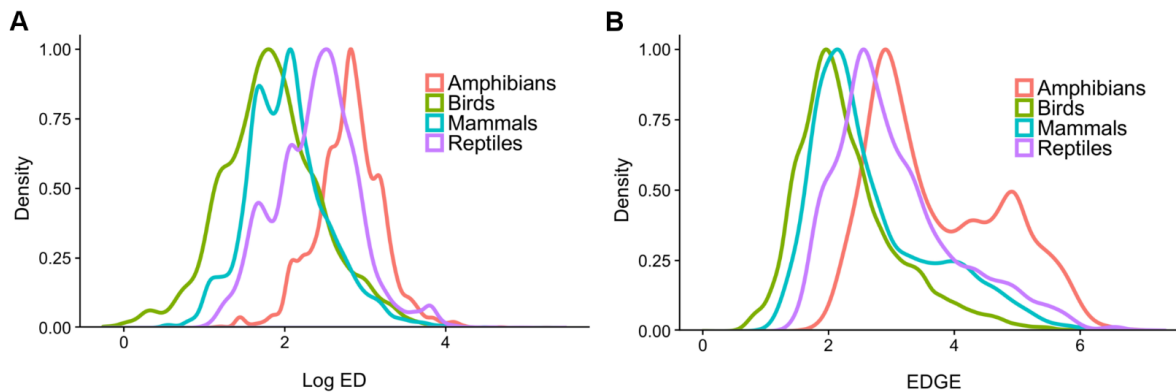 A
1.00
0.75
0.50
0.25
0.00
Density
0 2 4
Log ED
Amphibians
Birds
Mammals
Reptiles
B
1.00
0.75
0.50
0.25
0.00
Density
0 2 4 6
EDGE
Amphibians
Birds
Mammals
Reptiles